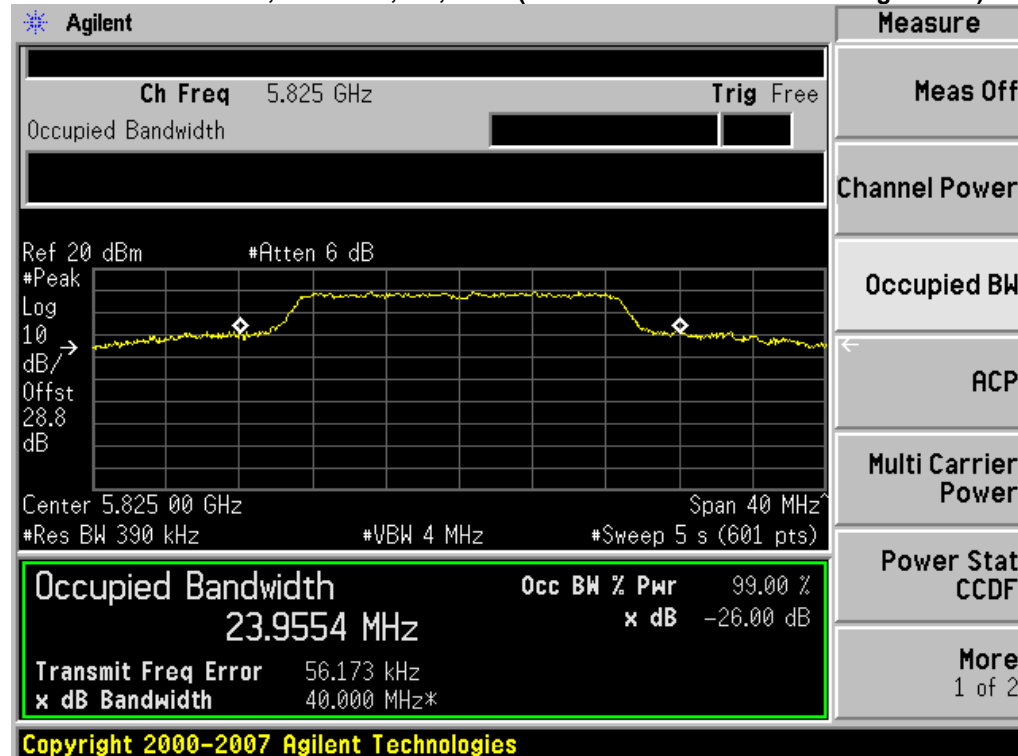 Agilent
Measure
Ch Freq 5.825 GHz Trig Free
Occupied Bandwidth
Meas Off
Channel Power
Occupied BW
ACP
Multi Carrier
Power
Power Stat
CCDF
More
1 of 2
Ref 20 dBm #Atten 6 dB
#Peak
Log
10
dB/
Offst
28.8
dB
Center 5.825 00 GHz Span 40 MHz^
#Res BW 390 kHz #VBW 4 MHz #Sweep 5 s (601 pts)
Occupied Bandwidth
23.9554 MHz
Occ BW % Pwr 99.00 %
x dB -26.00 dB
Transmit Freq Error 56.173 kHz
x dB Bandwidth 40.000 MHz*
Copyright 2000-2007 Agilent Technologies